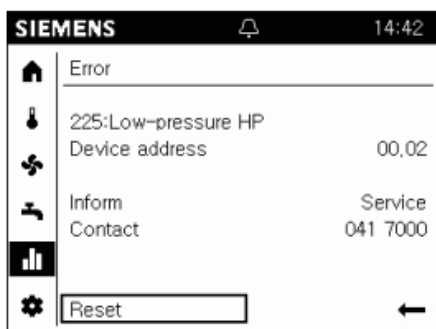 SIEMENS 14:42
Error
225:Low-pressure HP
Device address 00.02
Inform Service
Contact 041 7000
Reset